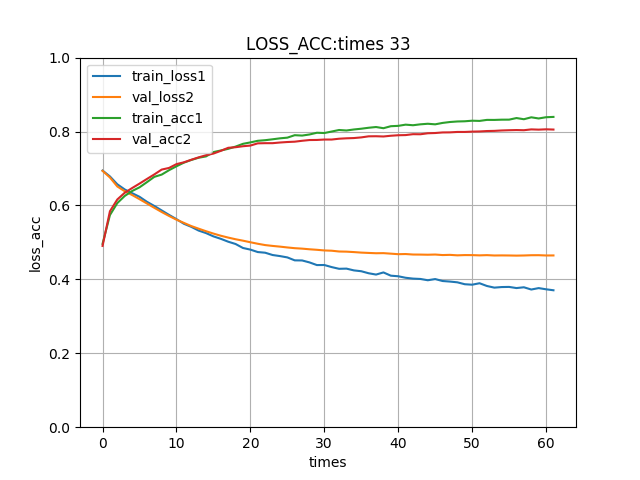 LOSS_ACC:times 33
train_loss1
val_loss2
train_acc1
val_acc2
1.0
0.8
0.6
0.4
0.2
0.0
loss_acc
0 10 20 30 40 50 60
times